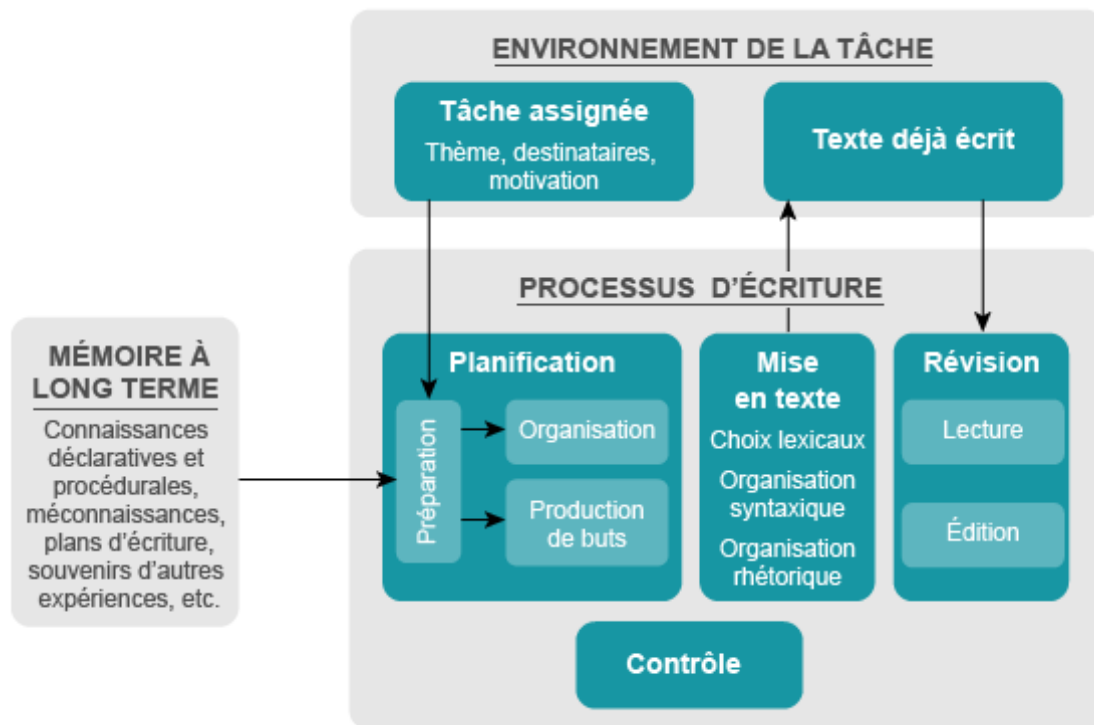 ENVIRONNEMENT DE LA TÂCHE
Tâche assignée
Thème, destinataires,
motivation
Texte déjà écrit
PROCESSUS D’ÉCRITURE
MÉMOIRE À
LONG TERME
Connaissances
déclaratives et
procédurales,
méconnaissances,
plans d’écriture,
souvenirs d’autres
expériences, etc.
Planification
Préparation
Organisation
Production
de buts
Mise
en texte
Choix lexicaux
Organisation
syntaxique
Organisation
rhétorique
Révision
Lecture
Édition
Contrôle